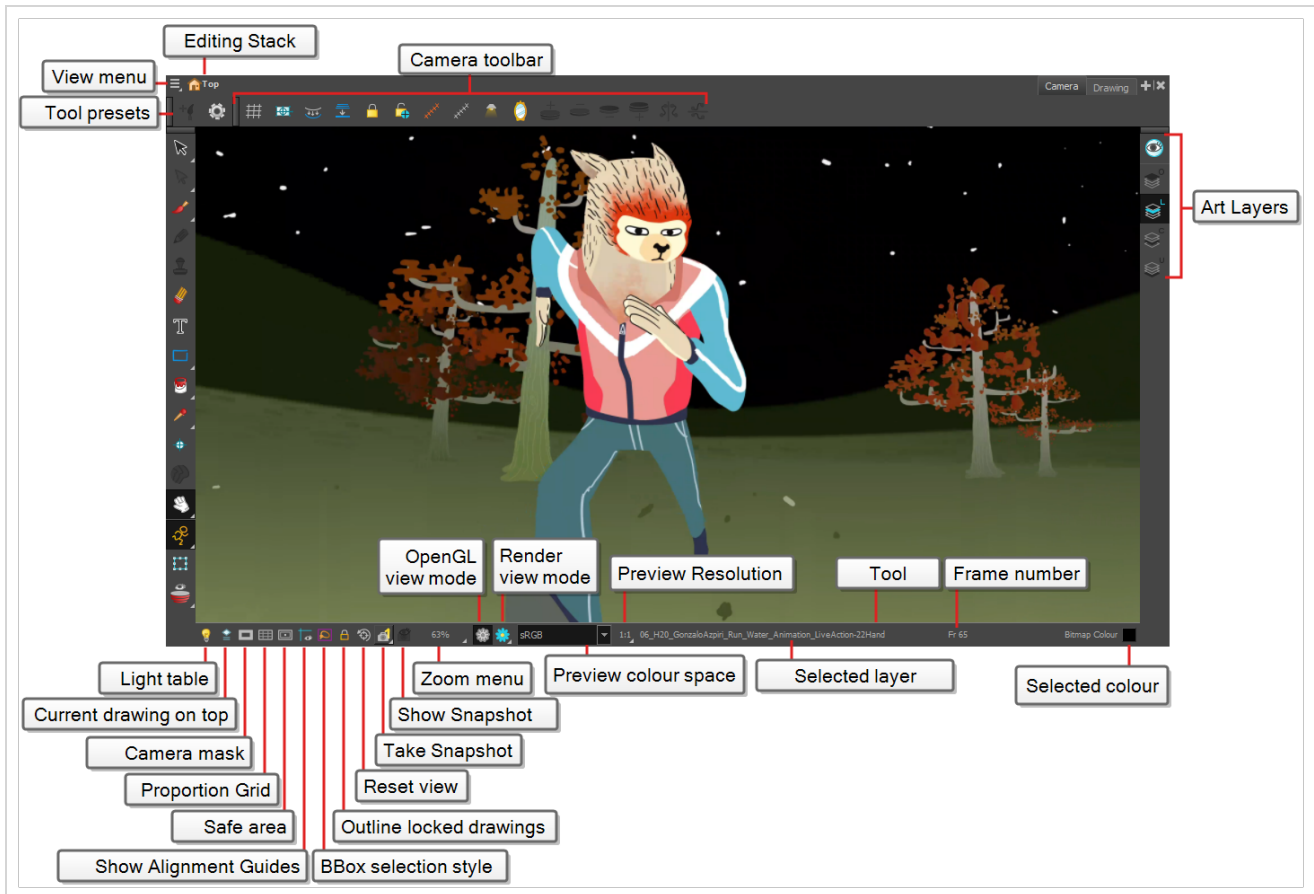 Editing Stack
Camera toolbar
View menu
Top
Camera
Drawing
Tool presets
O
L
Art Layers
C
U
T
2
OpenGL
view mode
Render
view mode
Preview Resolution
Tool
Frame number
63%
sRGB
1:1
06_H20_GonzaloAzpiri_Run_Water_Animation_LiveAction-22Hand
Fr 65
Bitmap Colour
Light table
Zoom menu
Preview colour space
Selected layer
Selected colour
Current drawing on top
Show Snapshot
Camera mask
Take Snapshot
Proportion Grid
Reset view
Safe area
Outline locked drawings
Show Alignment Guides
BBox selection style